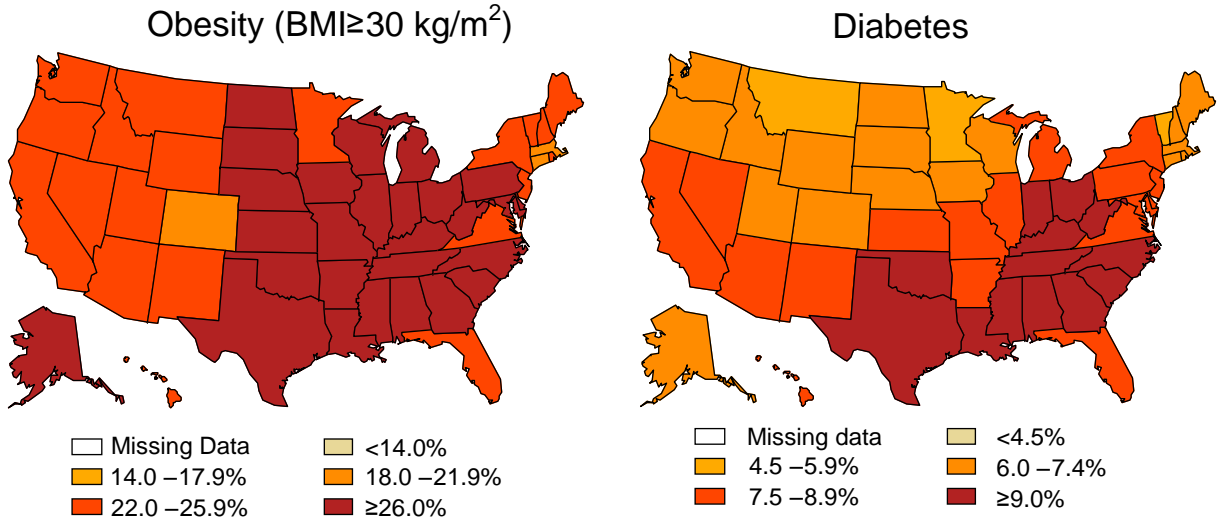 Obesity (BMI≥30 kg/m²)
Diabetes
Missing Data
<14.0%
14.0 –17.9%
18.0 –21.9%
22.0 –25.9%
≥26.0%
Missing data
<4.5%
4.5 –5.9%
6.0 –7.4%
7.5 –8.9%
≥9.0%